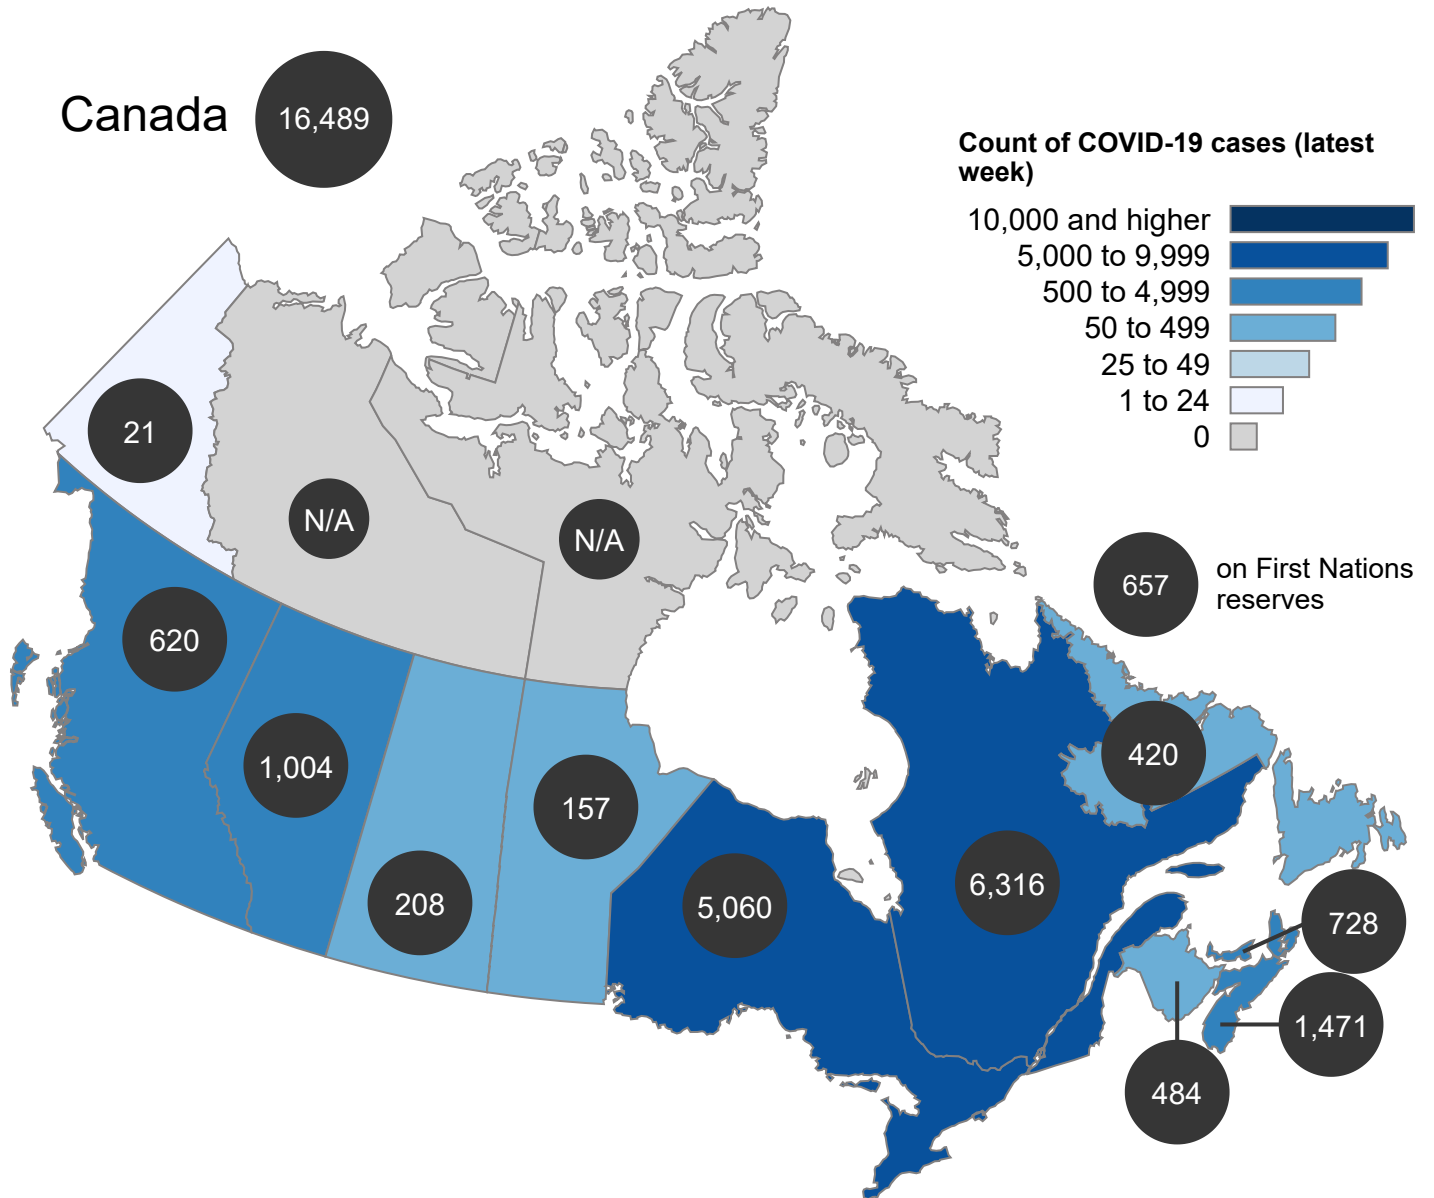 Canada
16,489
Count of COVID-19 cases (latest
week)
10,000 and higher
5,000 to 9,999
500 to 4,999
50 to 499
25 to 49
1 to 24
0
21
N/A
N/A
657
on First Nations
reserves
620
1,004
420
157
208
5,060
6,316
728
1,471
484